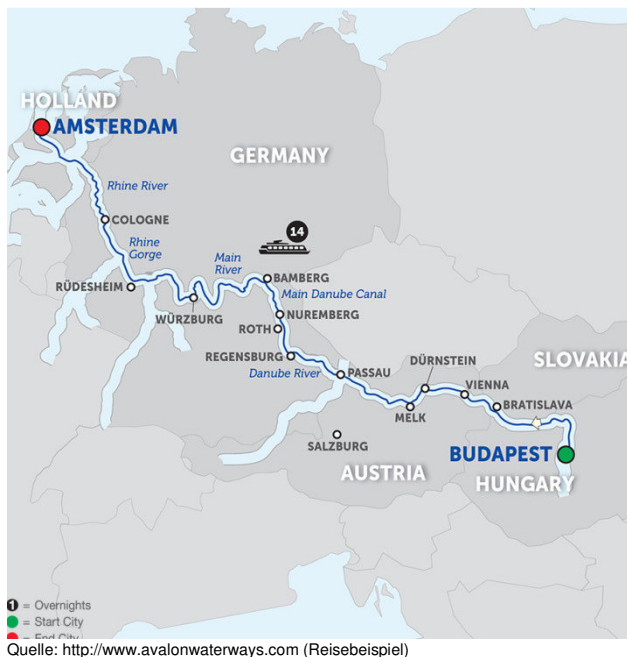 HOLLAND
AMSTERDAM
GERMANY
Rhine River
COLOGNE
14
Rhine
Gorge
Main
River
RÜDESHEIM
BAMBERG
Main Danube Canal
WÜRZBURG
NUREMBERG
ROTH
REGENSBURG
Danube River
PASSAU
DÜRNSTEIN
SLOVAKIA
VIENNA
MELK
BRATISLAVA
SALZBURG
BUDAPEST
AUSTRIA
HUNGARY
1 = Overnights
= Start City
= End City
Quelle: http://www.avalonwaterways.com (Reisebeispiel)